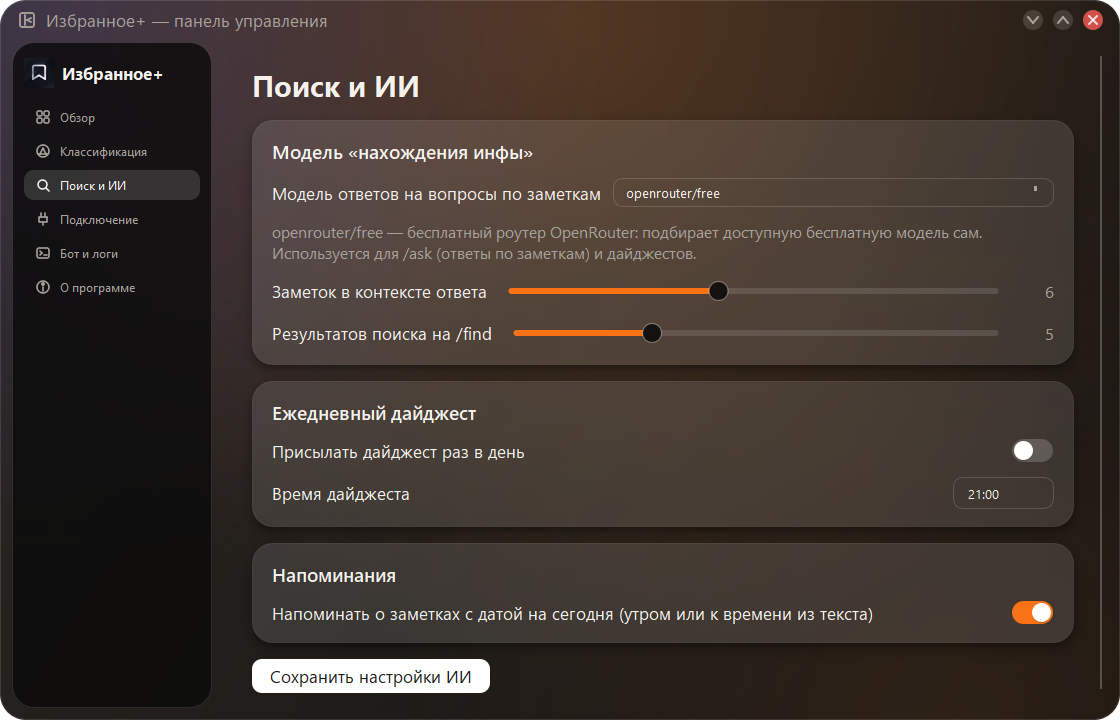 Избранное+ — панель управления
Избранное+
Обзор
Классификация
Поиск и ИИ
Подключение
Бот и логи
О программе
Поиск и ИИ
Модель «нахождения инфы»
Модель ответов на вопросы по заметкам openrouter/free
openrouter/free — бесплатный роутер OpenRouter: подбирает доступную бесплатную модель сам.
Используется для /ask (ответы по заметкам) и дайджестов.
Заметок в контексте ответа 6
Результатов поиска на /find 5
Ежедневный дайджест
Присылать дайджест раз в день
Время дайджеста 21:00
Напоминания
Напоминать о заметках с датой на сегодня (утром или к времени из текста)
Сохранить настройки ИИ